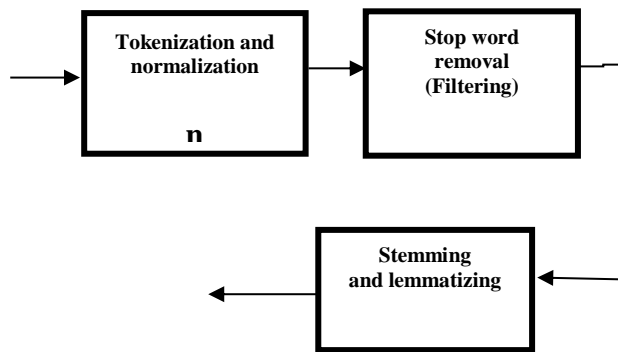 Tokenization and
normalization
n
Stop word
removal
(Filtering)
Stemming
and lemmatizing